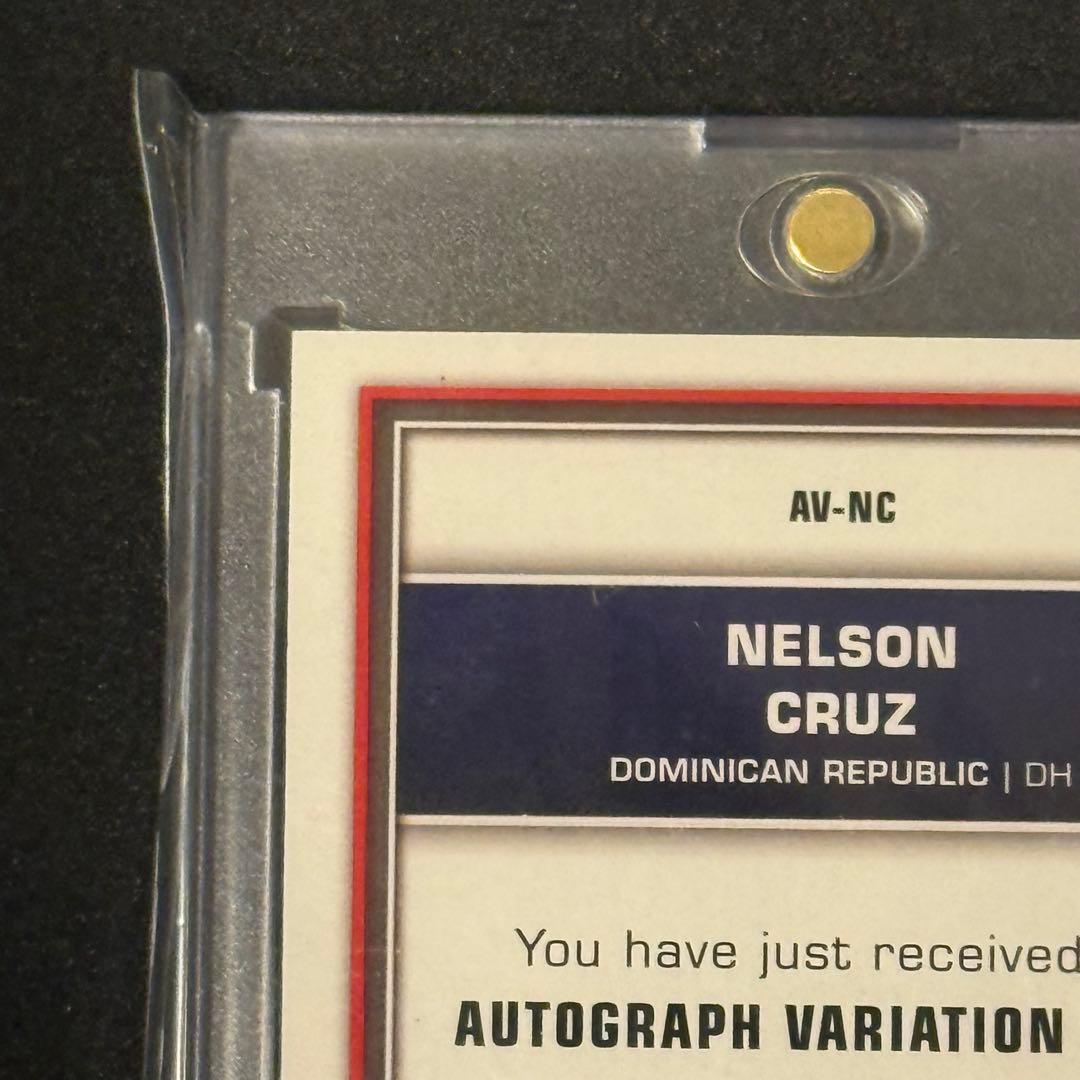 AV-NC
NELSON
CRUZ
DOMINICAN REPUBLIC | DH
You have just received
AUTOGRAPH VARIATION